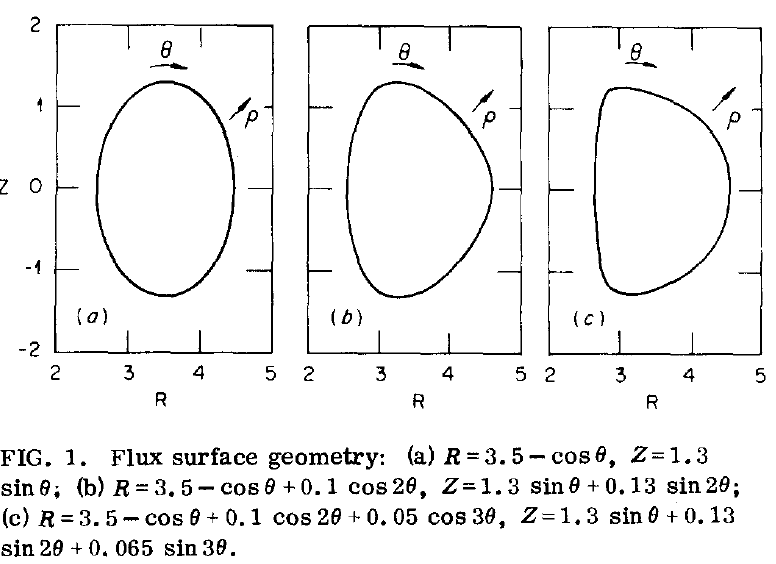 2
1
Z 0
-1
-2
θ
ρ
(a)
2 3 4 5
R
θ
ρ
(b)
2 3 4 5
R
θ
ρ
(c)
2 3 4 5
R
FIG. 1. Flux surface geometry: (a) R = 3.5 − cos θ, Z = 1.3
sin θ; (b) R = 3.5 − cos θ + 0.1 cos 2θ, Z = 1.3 sin θ + 0.13 sin 2θ;
(c) R = 3.5 − cos θ + 0.1 cos 2θ + 0.05 cos 3θ, Z = 1.3 sin θ + 0.13
sin 2θ + 0.065 sin 3θ.